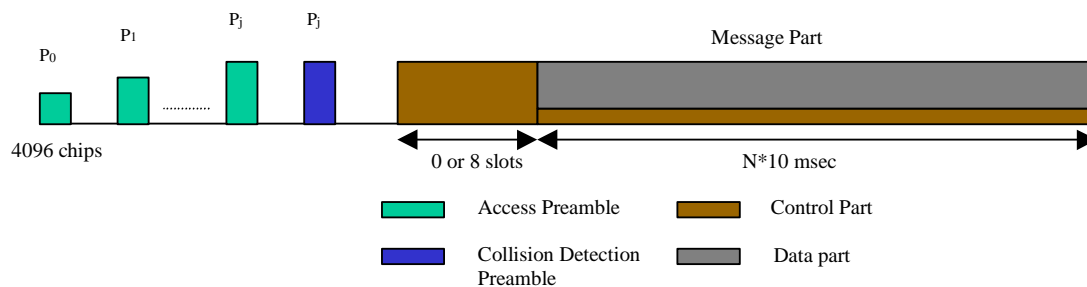 P0
P1
Pj
Pj
Message Part
............
4096 chips
0 or 8 slots
N*10 msec
Access Preamble
Control Part
Collision Detection
Preamble
Data part